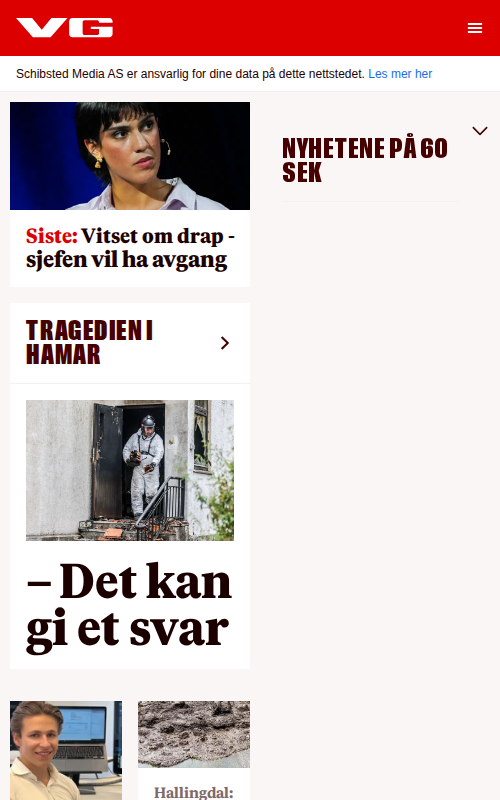 VG
Schibsted Media AS er ansvarlig for dine data på dette nettstedet. Les mer her
Siste: Vitset om drap -
sjefen vil ha avgang
NYHETENE PÅ 60
SEK
TRAGEDIEN I
HAMAR
– Det kan
gi et svar
Hallingdal: